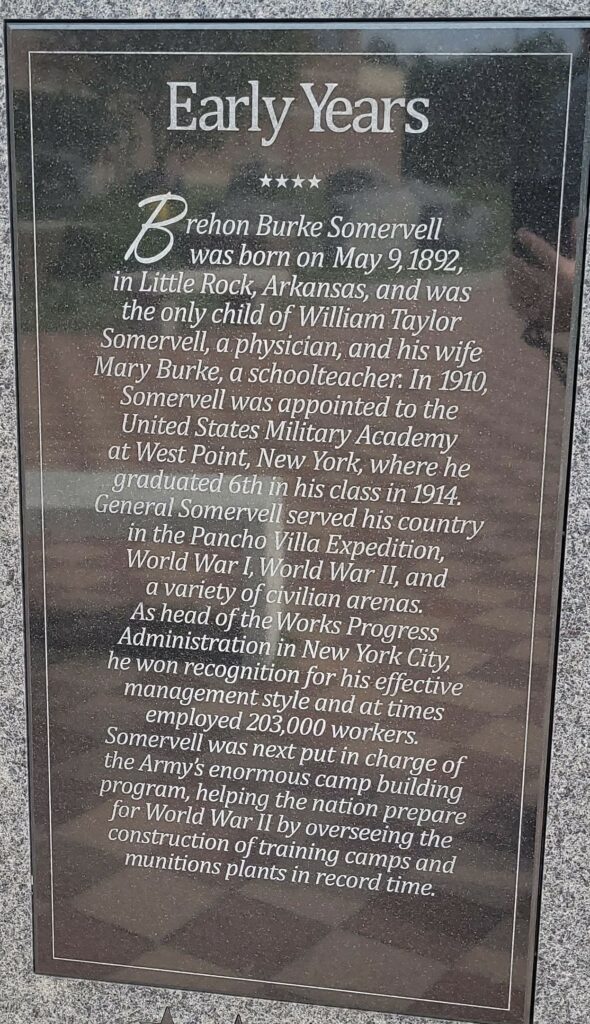 Early Years
★★★★
Brehon Burke Somervell
was born on May 9, 1892,
in Little Rock, Arkansas, and was
the only child of William Taylor
Somervell, a physician, and his wife
Mary Burke, a schoolteacher. In 1910,
Somervell was appointed to the
United States Military Academy
at West Point, New York, where he
graduated 6th in his class in 1914.
General Somervell served his country
in the Pancho Villa Expedition,
World War I, World War II, and
a variety of civilian arenas.
As head of the Works Progress
Administration in New York City,
he won recognition for his effective
management style and at times
employed 203,000 workers.
Somervell was next put in charge of
the Army's enormous camp building
program, helping the nation prepare
for World War II by overseeing the
construction of training camps and
munitions plants in record time.